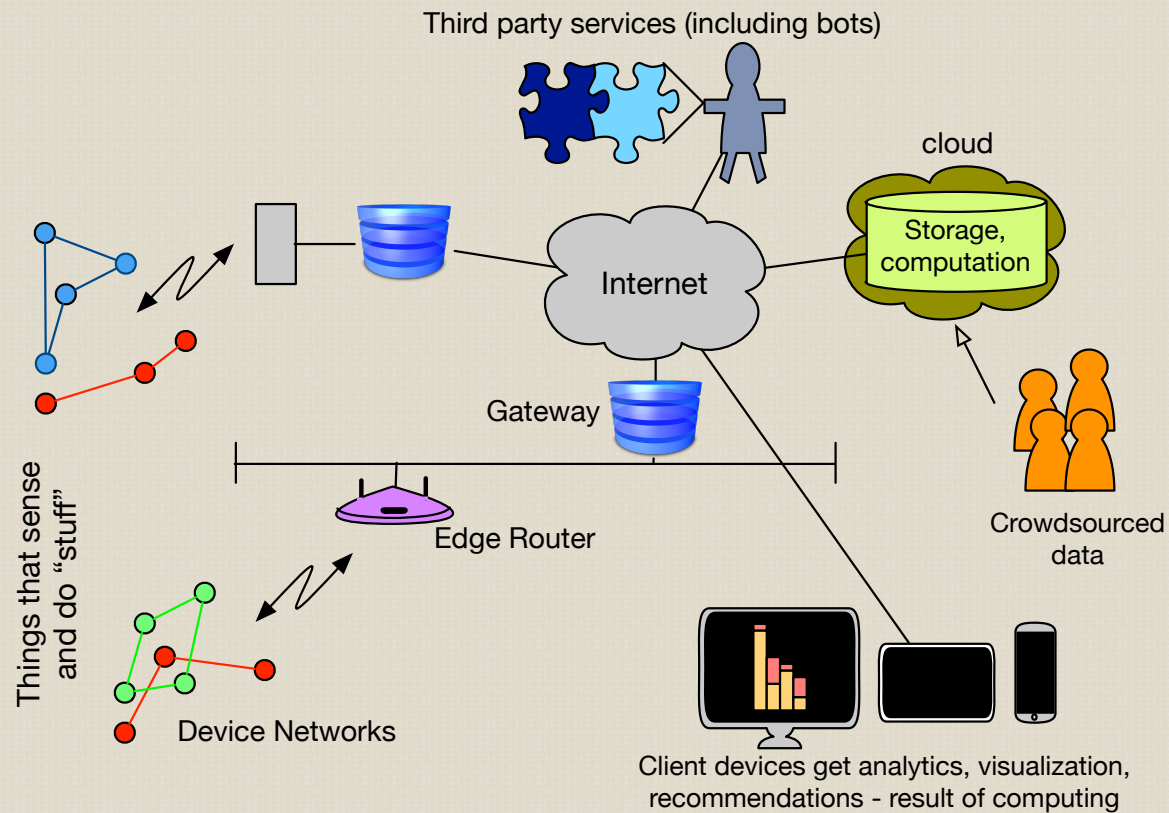 Third party services (including bots)
cloud
Storage,
computation
Internet
Gateway
Edge Router
Crowdsourced
data
Things that sense
and do “stuff”
Device Networks
Client devices get analytics, visualization,
recommendations - result of computing